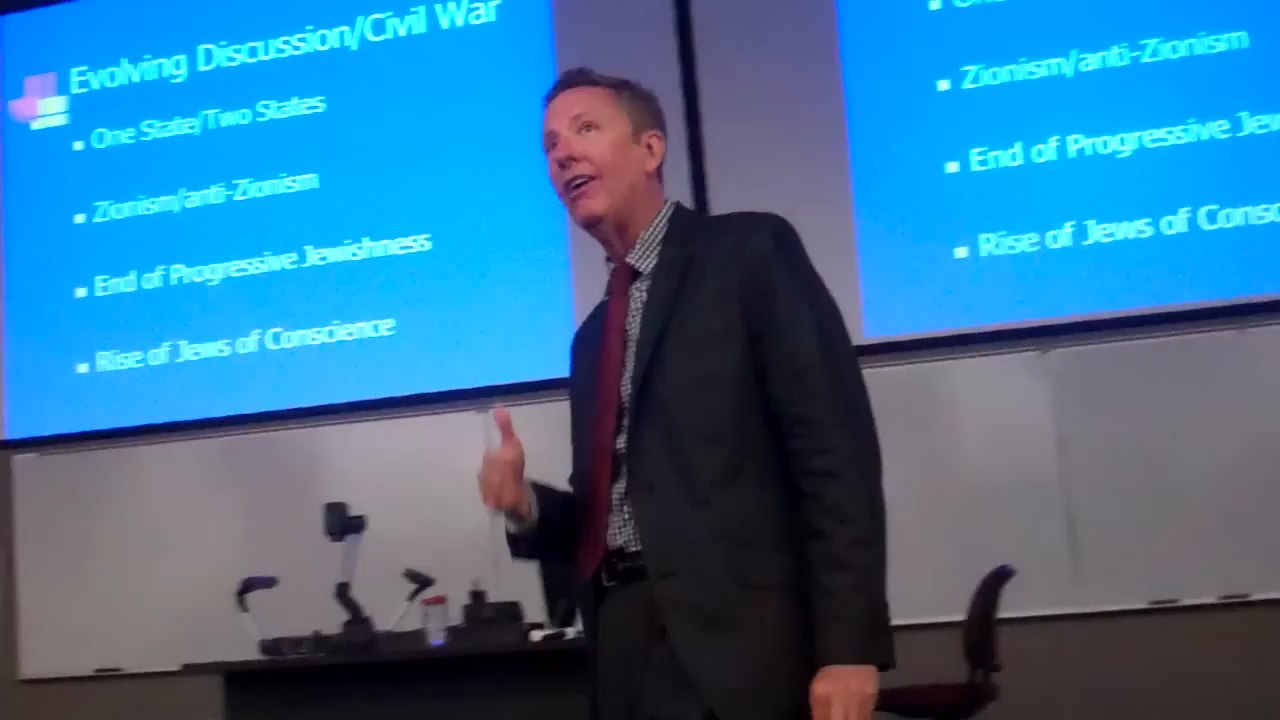 Evolving Discussion/Civil War
One State/Two States
Zionism/anti-Zionism
End of Progressive Jewishness
Rise of Jews of Conscience
Zionism/anti-Zionism
End of Progressive Jew
Rise of Jews of Consc